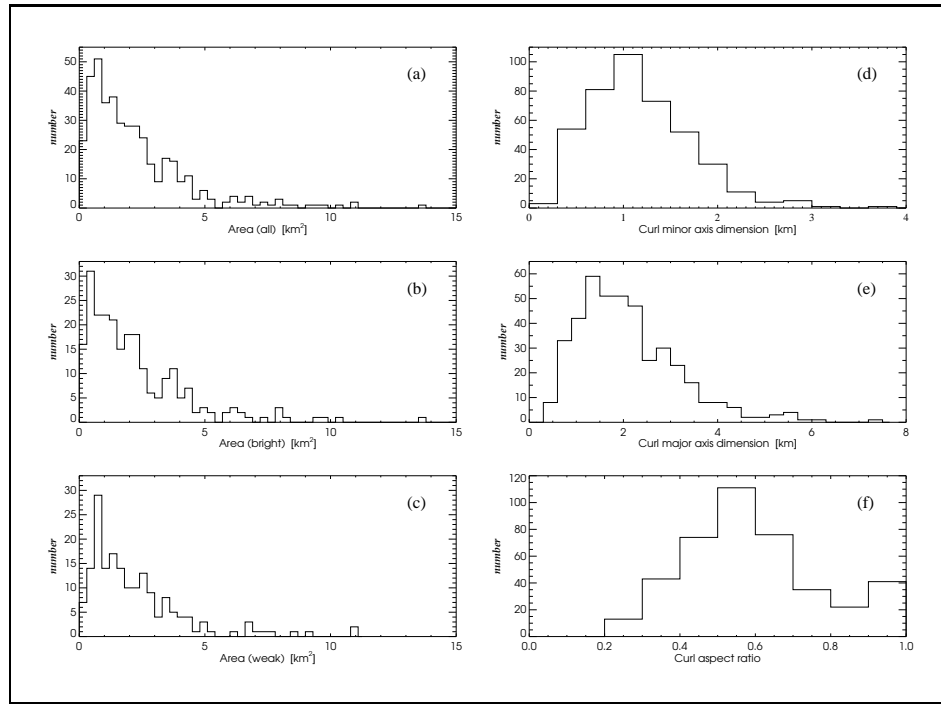 (a)
number
50
40
30
20
10
0
0 5 10 15
Area (all) [km2]
(b)
number
30
25
20
15
10
5
0
0 5 10 15
Area (bright) [km2]
(c)
number
30
25
20
15
10
5
0
0 5 10 15
Area (weak) [km2]
(d)
number
100
80
60
40
20
0
0 1 2 3 4
Curl minor axis dimension [km]
(e)
number
60
50
40
30
20
10
0
0 2 4 6 8
Curl major axis dimension [km]
(f)
number
120
100
80
60
40
20
0
0.0 0.2 0.4 0.6 0.8 1.0
Curl aspect ratio